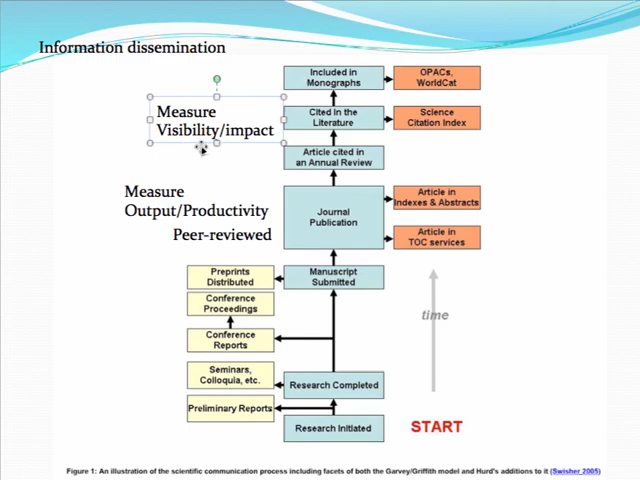 Information dissemination
Included in
Monographs
OPACs,
WorldCat
Measure
Visibility/impact
Cited in the
Literature
Science
Citation Index
Article cited in
an Annual Review
Measure
Output/Productivity
Peer-reviewed
Journal
Publication
Article in
Indexes & Abstracts
Article in
TOC services
Preprints
Distributed
Manuscript
Submitted
Conference
Proceedings
time
Conference
Reports
Seminars,
Colloquia, etc.
Research Completed
Preliminary Reports
Research Initiated
START
Figure 1: An illustration of the scientific communication process including facets of both the Garvey/Griffith model and Hurd's additions to it (Swisher 2005)